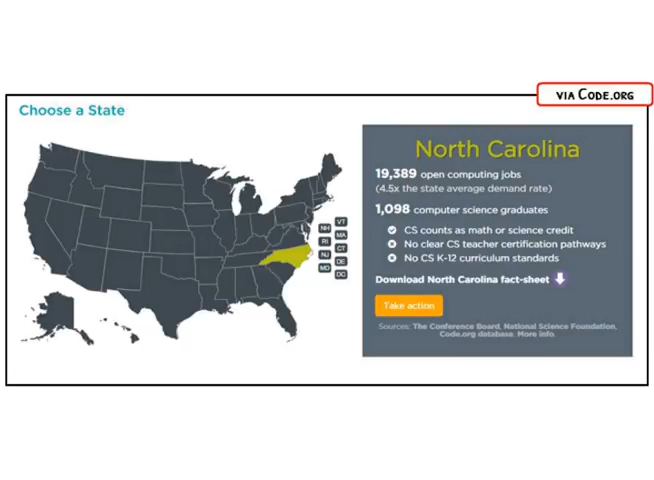 VIA CODE.ORG
Choose a State
North Carolina
19,389 open computing jobs
(4.5x the state average demand rate)
1,098 computer science graduates
CS counts as math or science credit
No clear CS teacher certification pathways
No CS K-12 curriculum standards
Download North Carolina fact-sheet
Take action
Sources: The Conference Board, National Science Foundation,
Code.org database. More info.
VT
NH
MA
RI
CT
NJ
DE
MD
DC